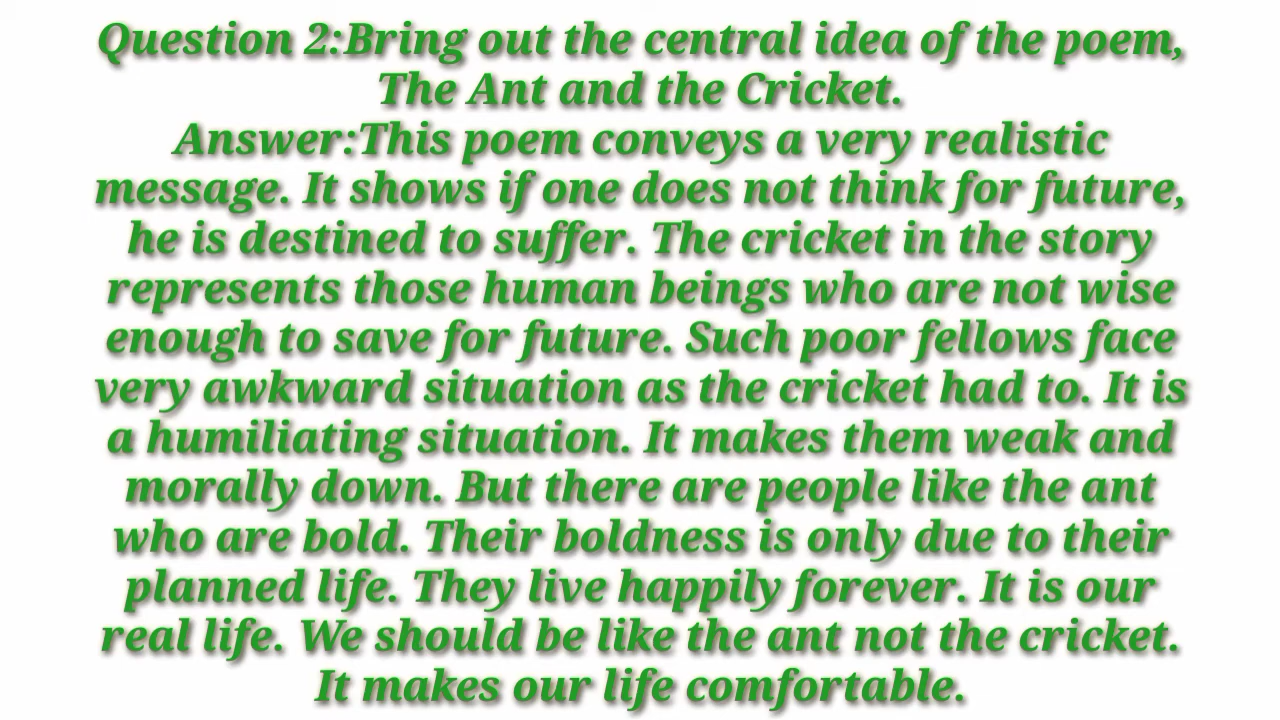 Question 2:Bring out the central idea of the poem,
The Ant and the Cricket.
Answer:This poem conveys a very realistic
message. It shows if one does not think for future,
he is destined to suffer. The cricket in the story
represents those human beings who are not wise
enough to save for future. Such poor fellows face
very awkward situation as the cricket had to. It is
a humiliating situation. It makes them weak and
morally down. But there are people like the ant
who are bold. Their boldness is only due to their
planned life. They live happily forever. It is our
real life. We should be like the ant not the cricket.
It makes our life comfortable.